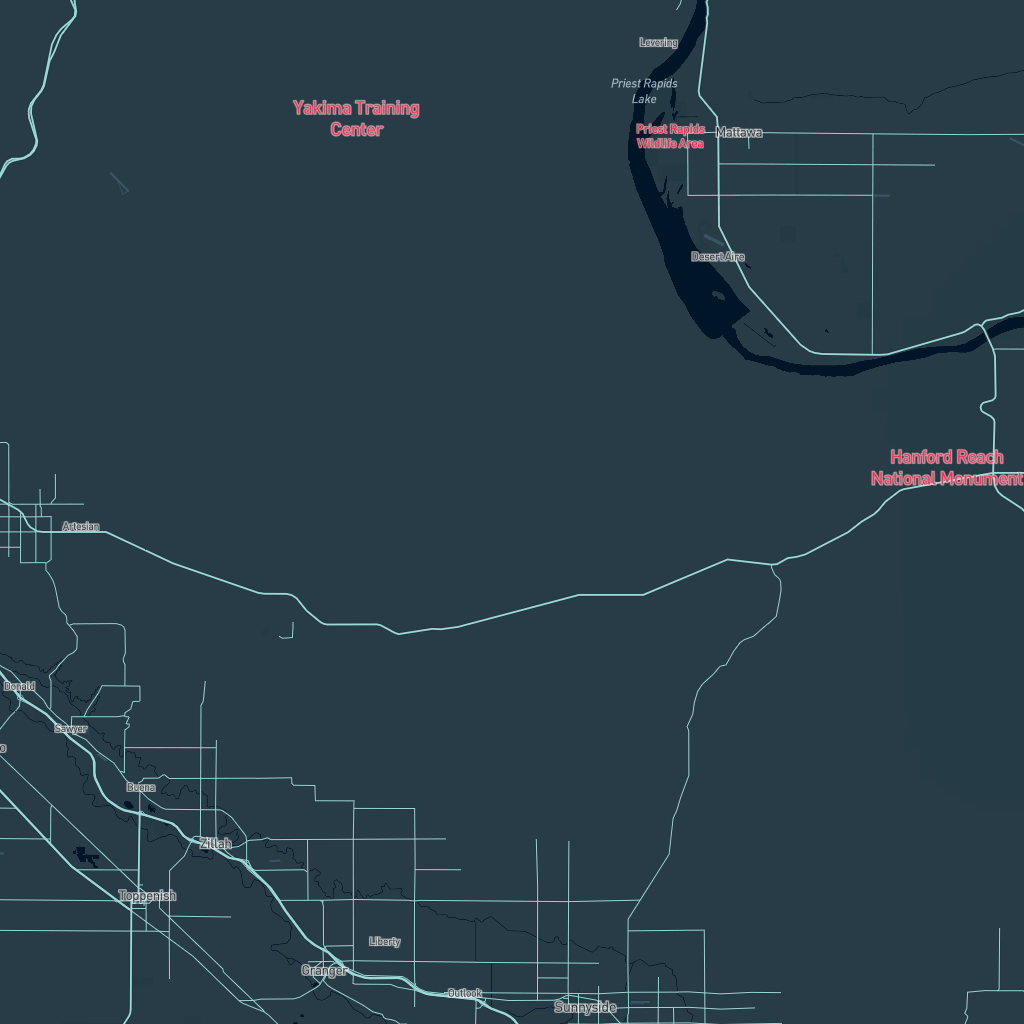 Levering
Priest Rapids
Lake
Yakima Training
Center
Priest Rapids
Wildlife Area
Mattawa
Desert Aire
Hanford Reach
National Monument
Artesian
Donald
Sawyer
o
Buena
Zillah
Toppenish
Liberty
Granger
Outlook
Sunnyside